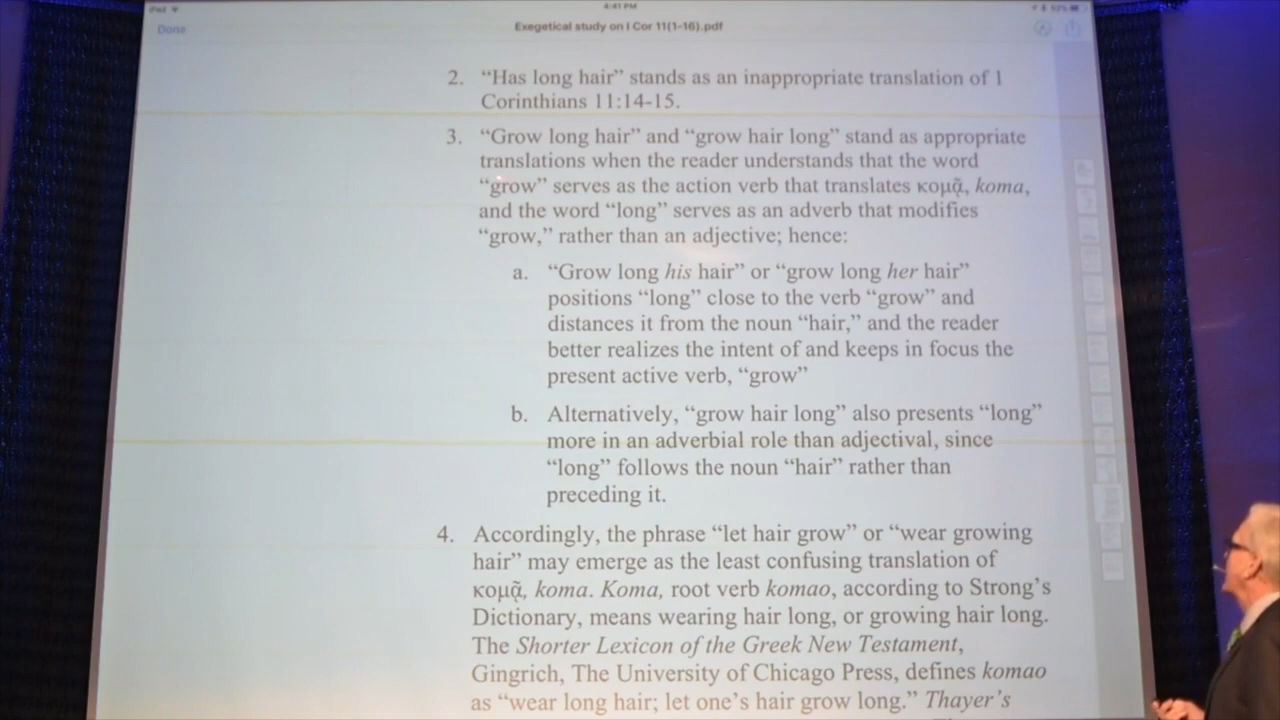 iPad
4:41 PM
Done
Exegetical study on I Cor 11(1-16).pdf
2. “Has long hair” stands as an inappropriate translation of 1
Corinthians 11:14-15.
3. “Grow long hair” and “grow hair long” stand as appropriate
translations when the reader understands that the word
“grow” serves as the action verb that translates κομᾷ, koma,
and the word “long” serves as an adverb that modifies
“grow,” rather than an adjective; hence:
a. “Grow long his hair” or “grow long her hair”
positions “long” close to the verb “grow” and
distances it from the noun “hair,” and the reader
better realizes the intent of and keeps in focus the
present active verb, “grow”
b. Alternatively, “grow hair long” also presents “long”
more in an adverbial role than adjectival, since
“long” follows the noun “hair” rather than
preceding it.
4. Accordingly, the phrase “let hair grow” or “wear growing
hair” may emerge as the least confusing translation of
κομᾷ, koma. Koma, root verb komao, according to Strong’s
Dictionary, means wearing hair long, or growing hair long.
The Shorter Lexicon of the Greek New Testament,
Gingrich, The University of Chicago Press, defines komao
as “wear long hair; let one’s hair grow long.” Thayer’s